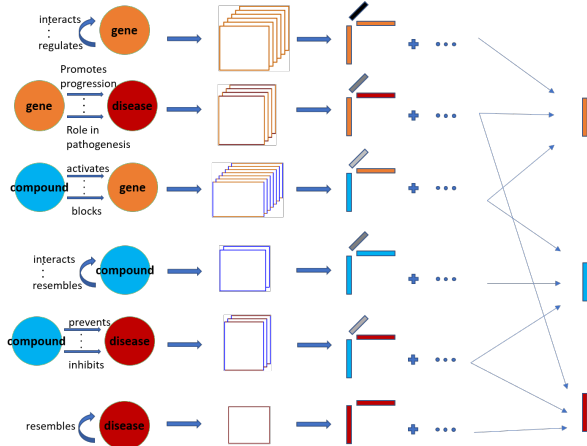 interacts
:
regulates
gene
Promotes
progression
:
Role in
pathogenesis
gene
disease
activates
:
blocks
compound
gene
interacts
:
resembles
compound
prevents
:
inhibits
compound
disease
resembles
disease